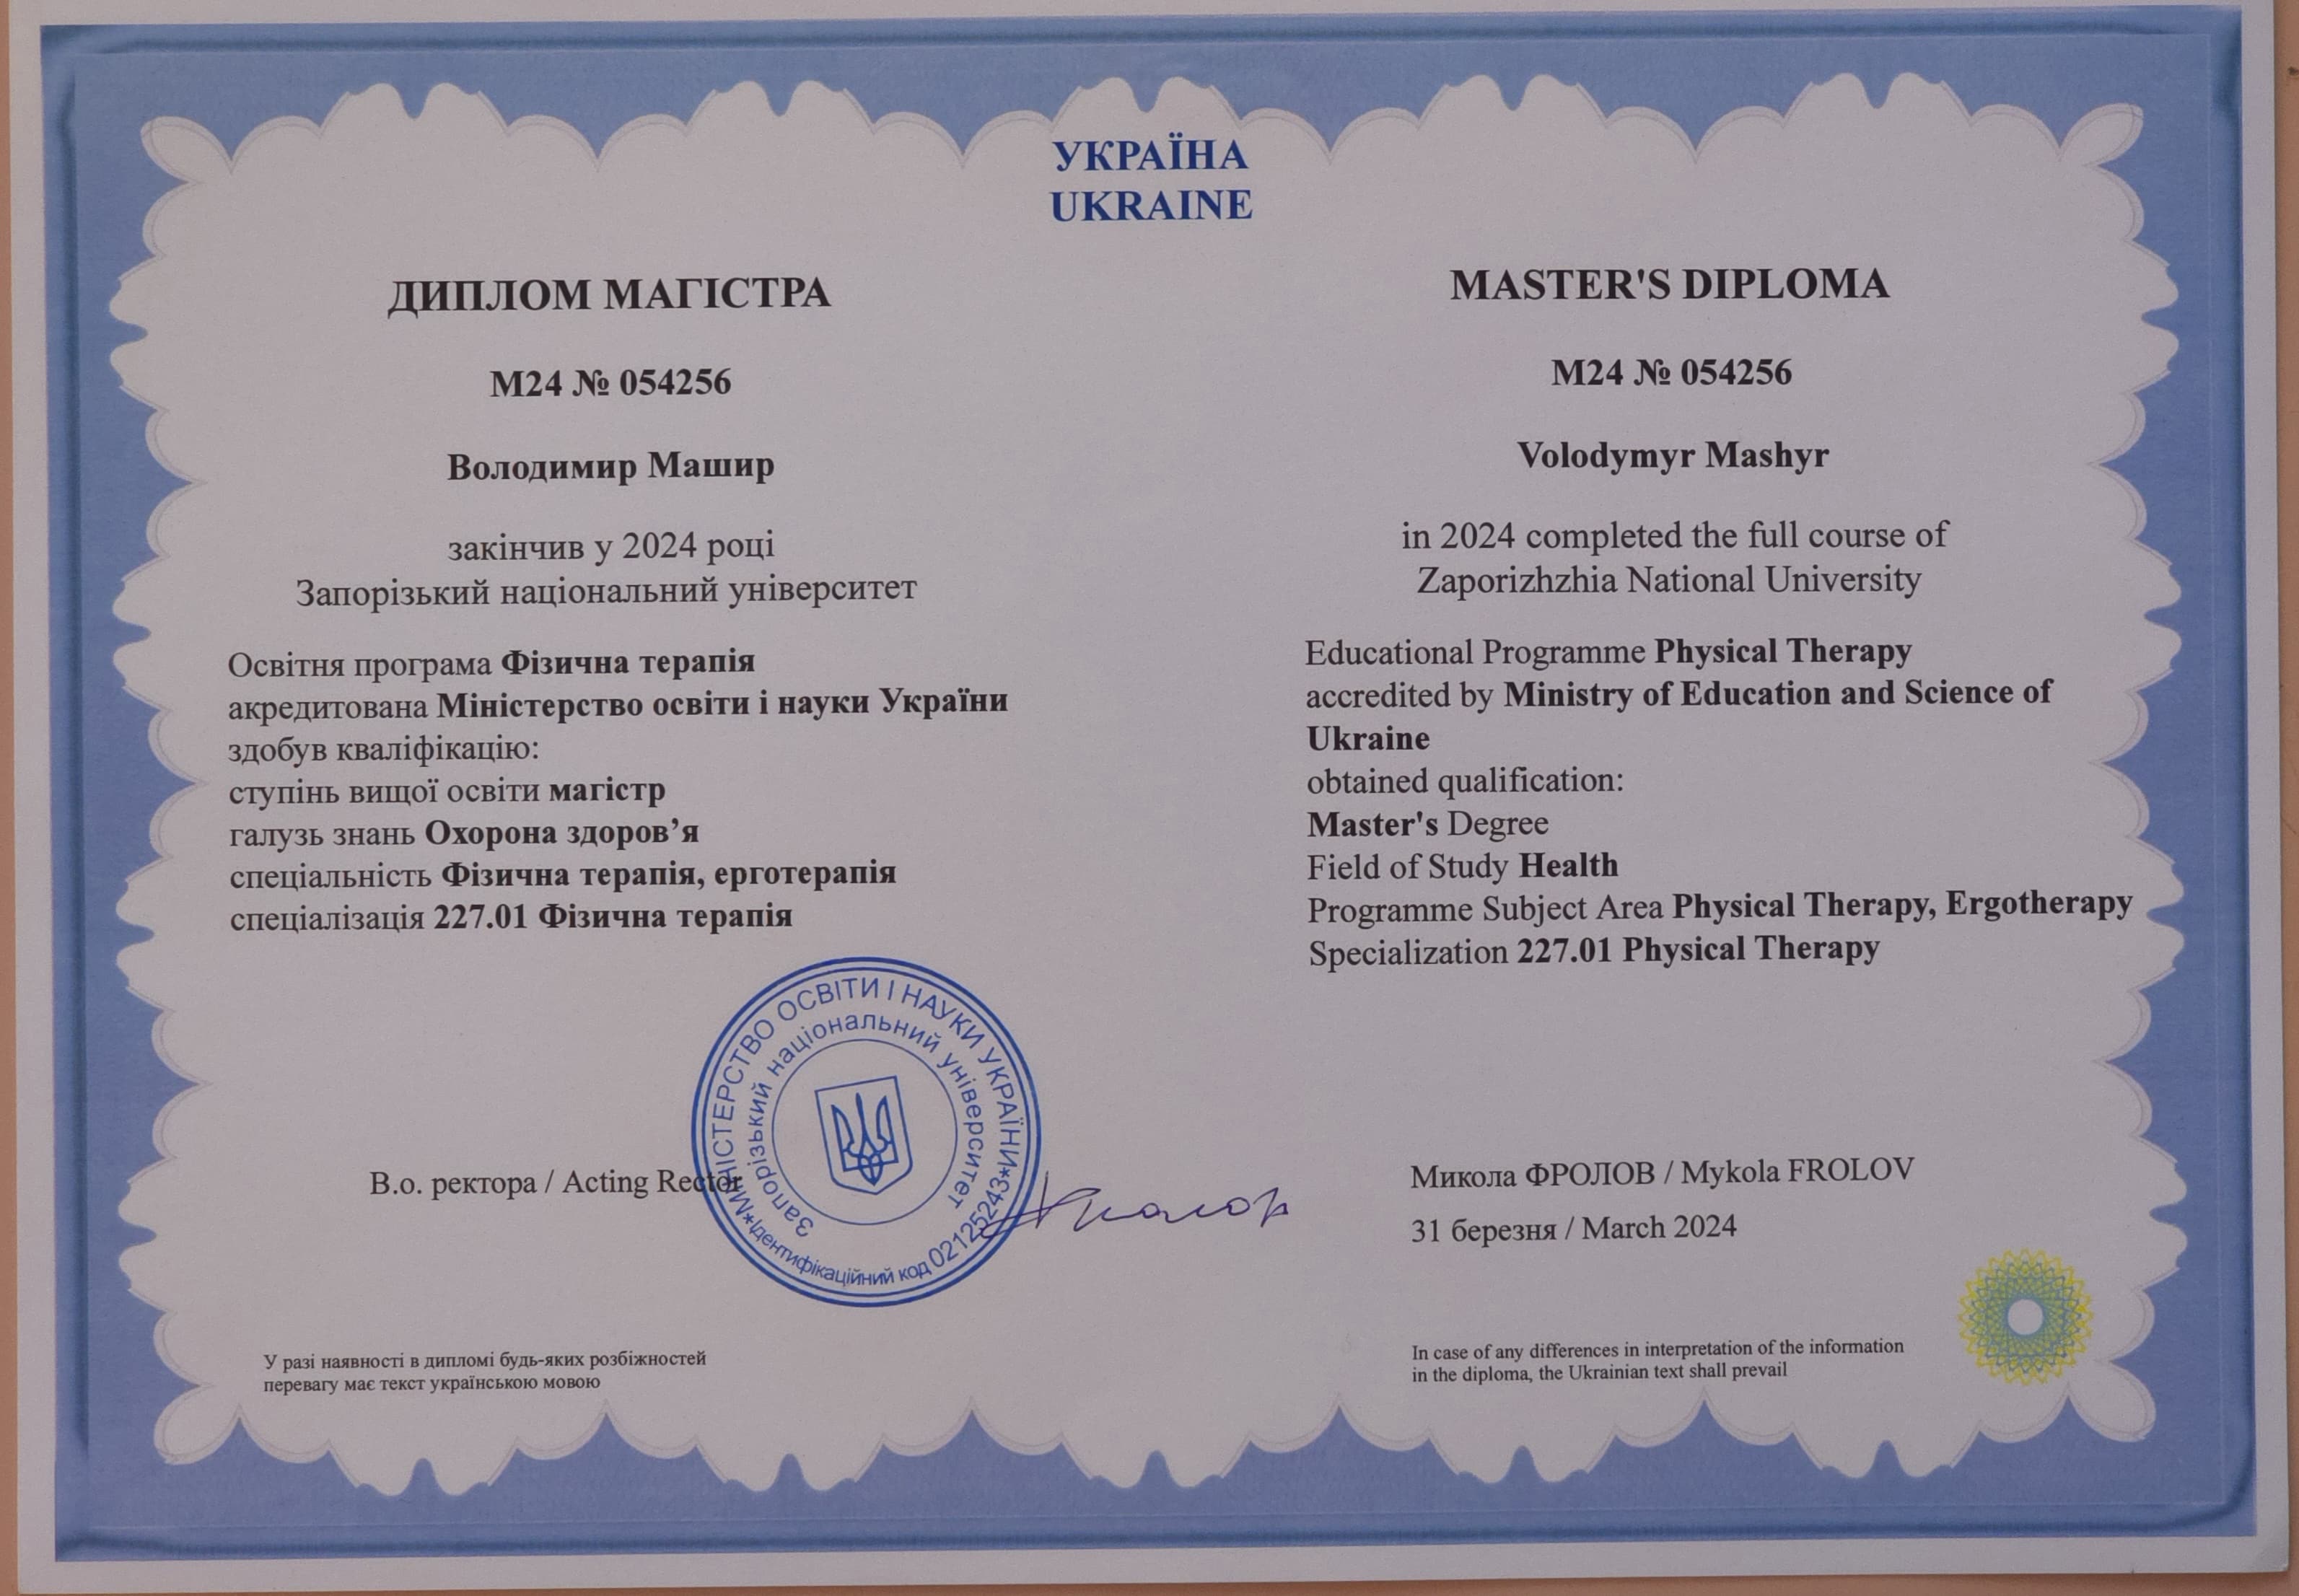 УКРАЇНА
UKRAINE
ДИПЛОМ МАГІСТРА
М24 № 054256
Володимир Машир
закінчив у 2024 році
Запорізький національний університет
Освітня програма Фізична терапія
акредитована Міністерство освіти і науки України
здобув кваліфікацію:
ступінь вищої освіти магістр
галузь знань Охорона здоров’я
спеціальність Фізична терапія, ерготерапія
спеціалізація 227.01 Фізична терапія
MASTER'S DIPLOMA
M24 № 054256
Volodymyr Mashyr
in 2024 completed the full course of
Zaporizhzhia National University
Educational Programme Physical Therapy
accredited by Ministry of Education and Science of
Ukraine
obtained qualification:
Master's Degree
Field of Study Health
Programme Subject Area Physical Therapy, Ergotherapy
Specialization 227.01 Physical Therapy
В.о. ректора / Acting Rector
МІНІСТЕРСТВО ОСВІТИ І НАУКИ УКРАЇНИ
*Ідентифікаційний код 02125243*
Запорізький національний університет
Микола ФРОЛОВ / Mykola FROLOV
31 березня / March 2024
У разі наявності в дипломі будь-яких розбіжностей
перевагу має текст українською мовою
In case of any differences in interpretation of the information
in the diploma, the Ukrainian text shall prevail